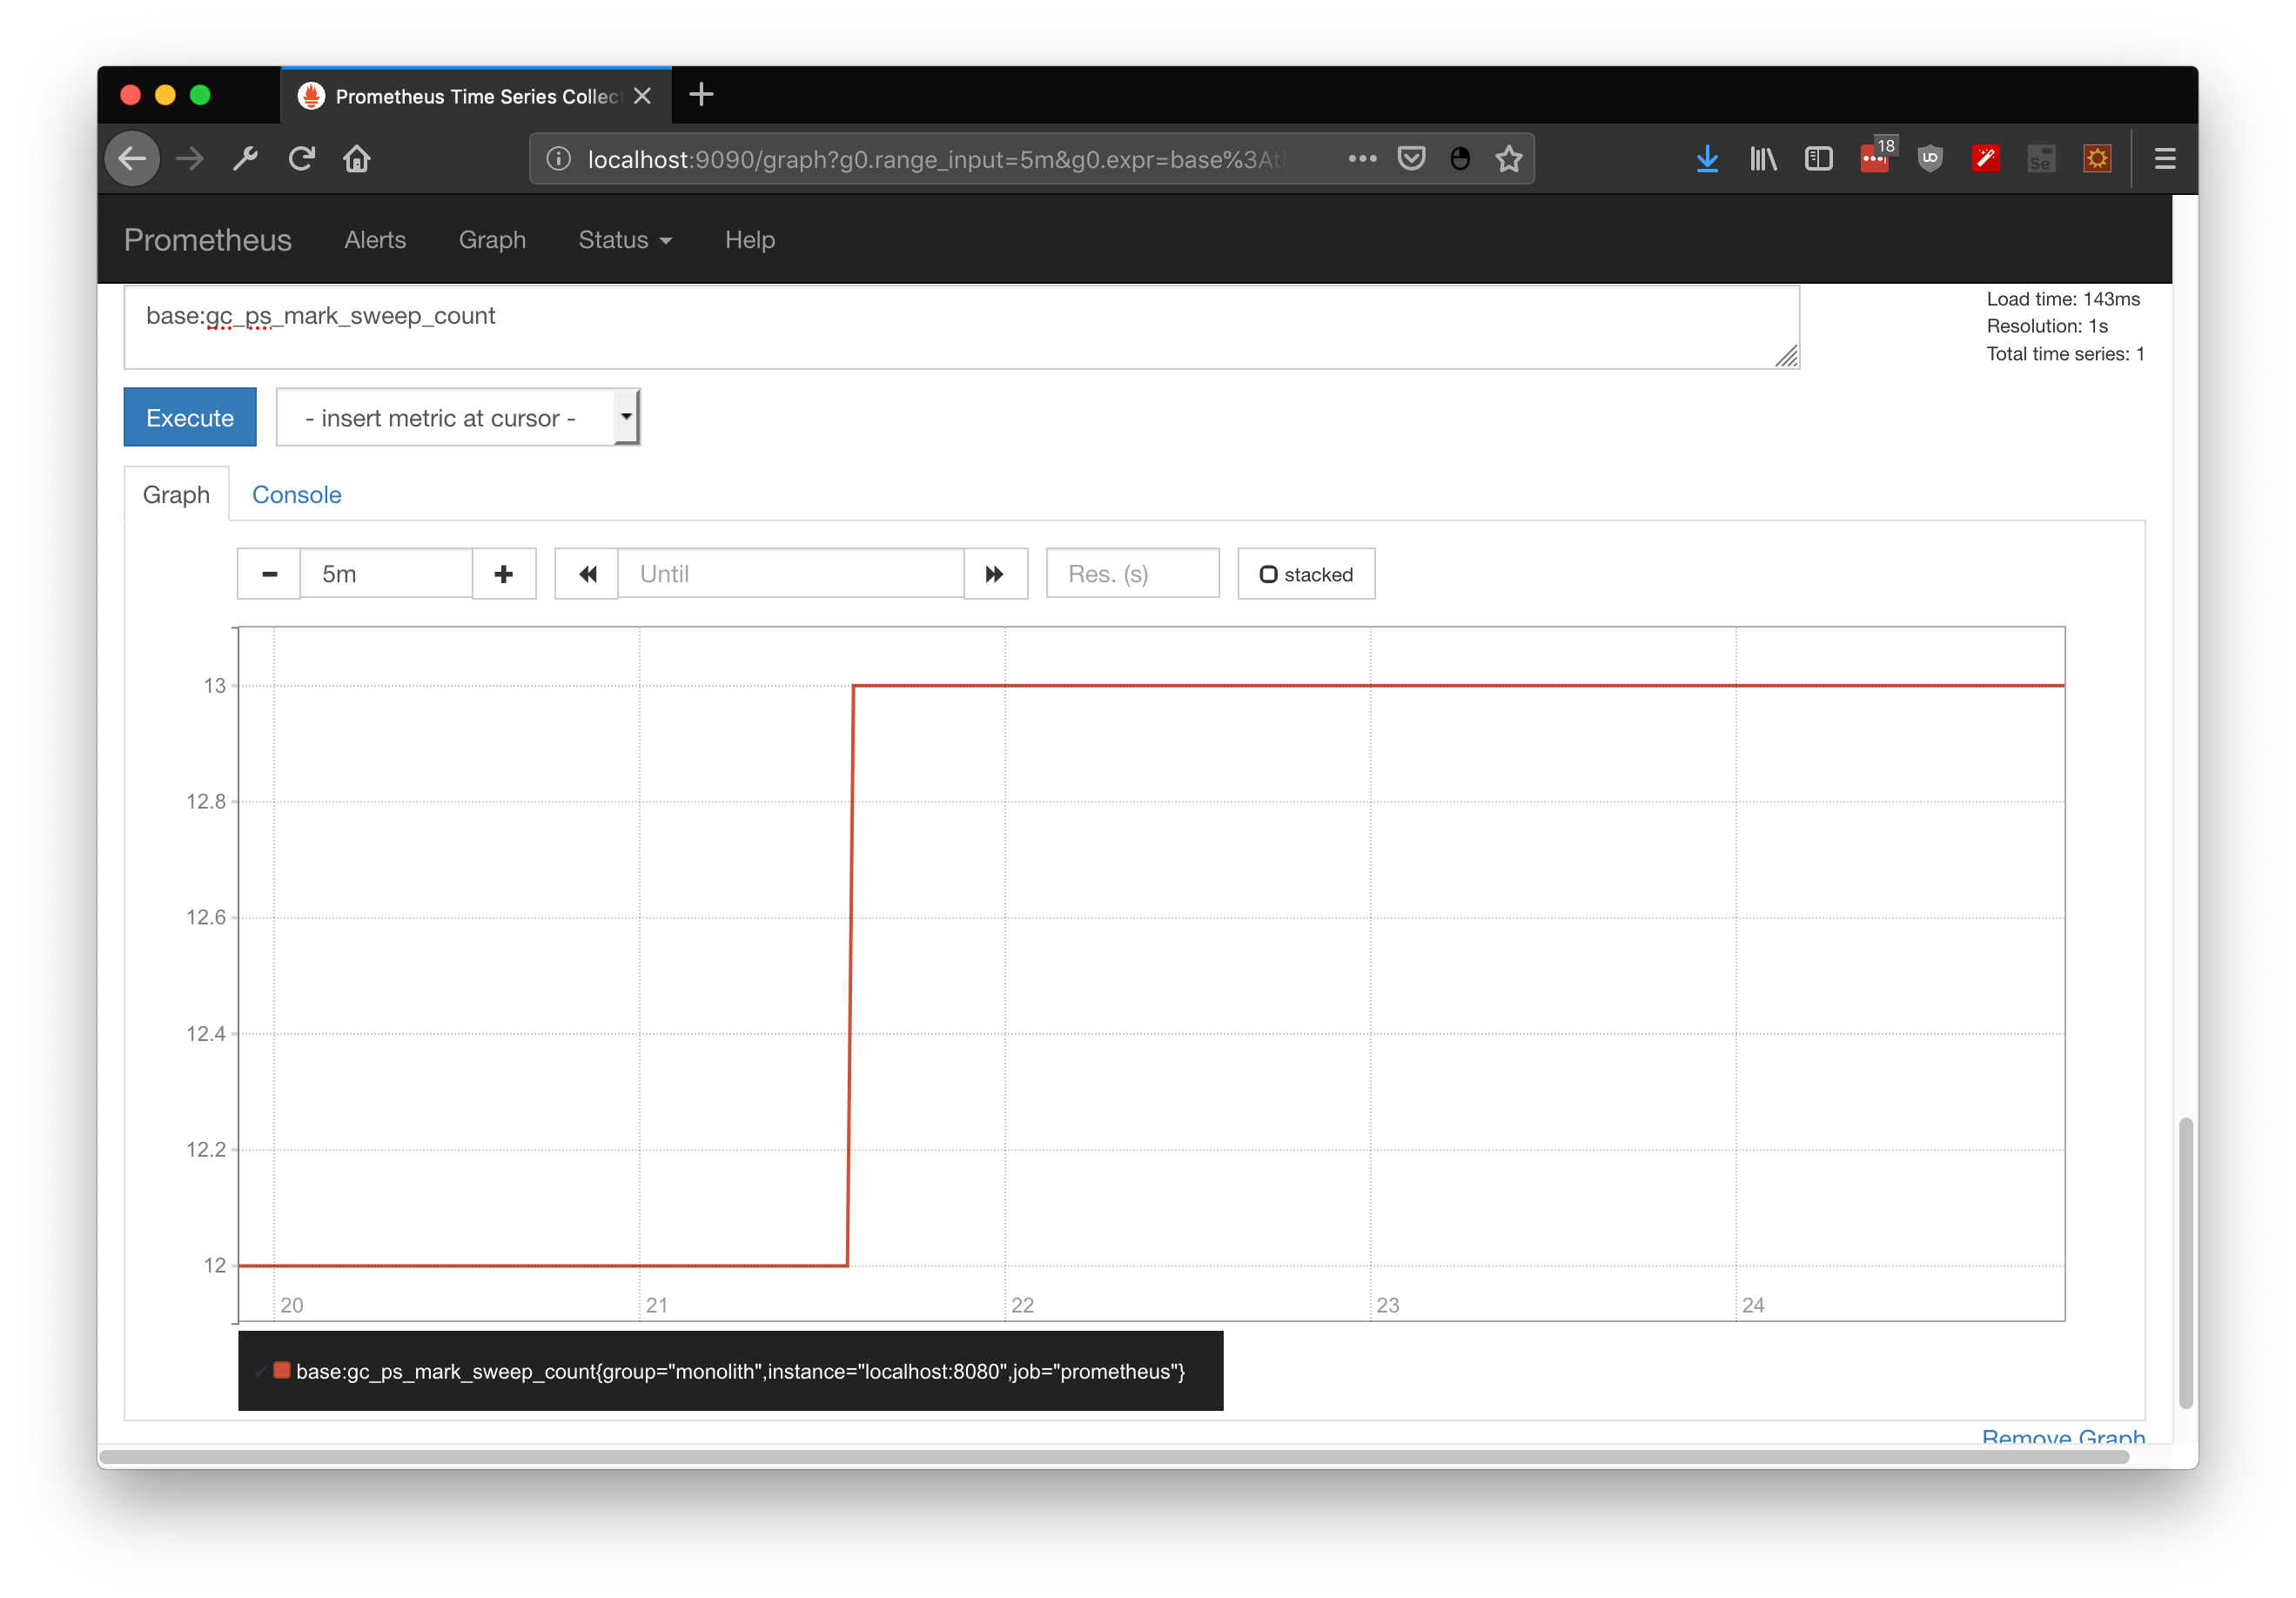 Prometheus Time Series Collect
localhost:9090/graph?g0.range_input=5m&g0.expr=base%3At
18
Se
Prometheus Alerts Graph Status Help
base:gc_ps_mark_sweep_count
Load time: 143ms
Resolution: 1s
Total time series: 1
Execute - insert metric at cursor -
Graph Console
5m Until Res. (s) stacked
13
12.8
12.6
12.4
12.2
12
20 21 22 23 24
base:gc_ps_mark_sweep_count{group="monolith",instance="localhost:8080",job="prometheus"}
Remove Graph